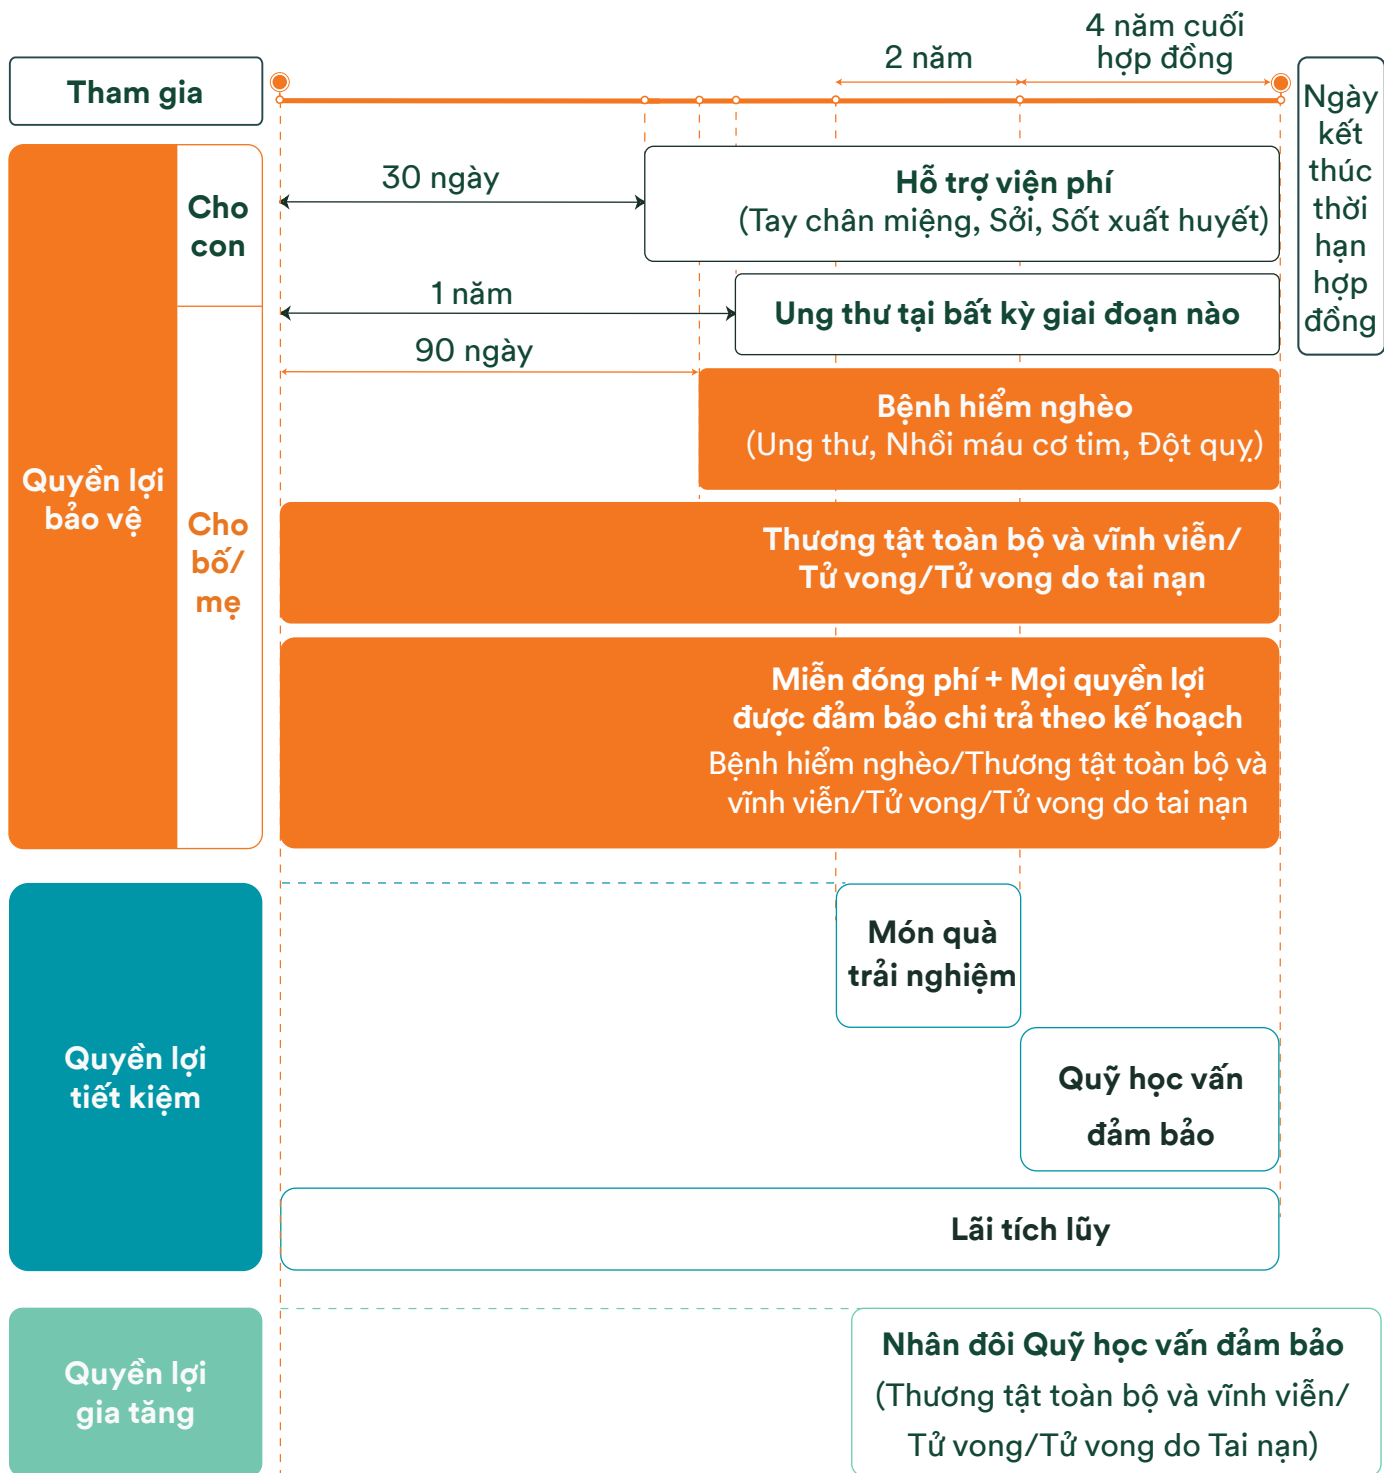 4 năm cuối
hợp đồng
2 năm
Tham gia
Ngày
kết
thúc
thời
hạn
hợp
đồng
Quyền lợi
bảo vệ
Cho
con
30 ngày
Hỗ trợ viện phí
(Tay chân miệng, Sởi, Sốt xuất huyết)
1 năm
Ung thư tại bất kỳ giai đoạn nào
Cho
bố/
mẹ
90 ngày
Bệnh hiểm nghèo
(Ung thư, Nhồi máu cơ tim, Đột quỵ)
Thương tật toàn bộ và vĩnh viễn/
Tử vong/Tử vong do tai nạn
Miễn đóng phí + Mọi quyền lợi
được đảm bảo chi trả theo kế hoạch
Bệnh hiểm nghèo/Thương tật toàn bộ và
vĩnh viễn/Tử vong/Tử vong do tai nạn
Quyền lợi
tiết kiệm
Món quà
trải nghiệm
Quỹ học vấn
đảm bảo
Lãi tích lũy
Quyền lợi
gia tăng
Nhân đôi Quỹ học vấn đảm bảo
(Thương tật toàn bộ và vĩnh viễn/
Tử vong/Tử vong do Tai nạn)